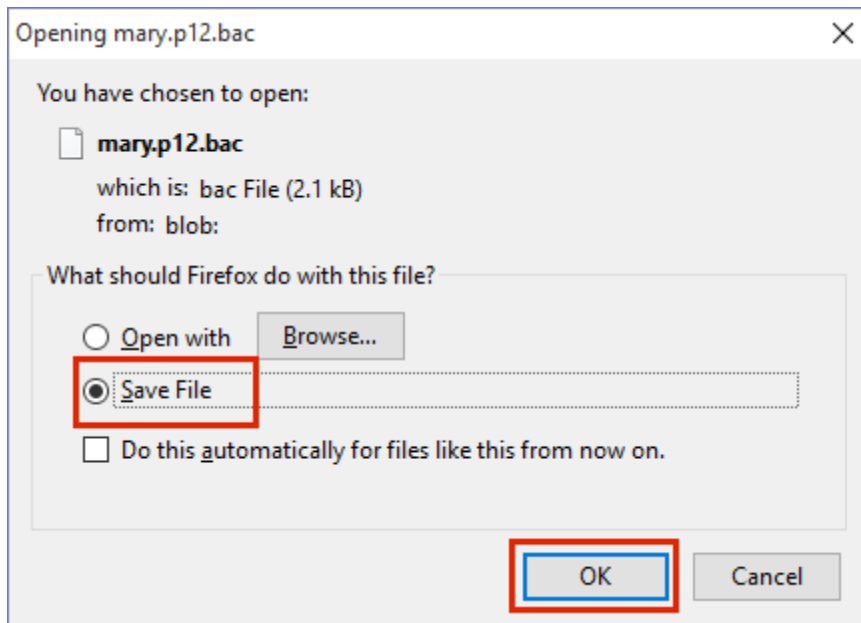 Opening mary.p12.bac
You have chosen to open:
mary.p12.bac
which is: bac File (2.1 kB)
from: blob:
What should Firefox do with this file?
Open with Browse...
Save File
Do this automatically for files like this from now on.
OK Cancel